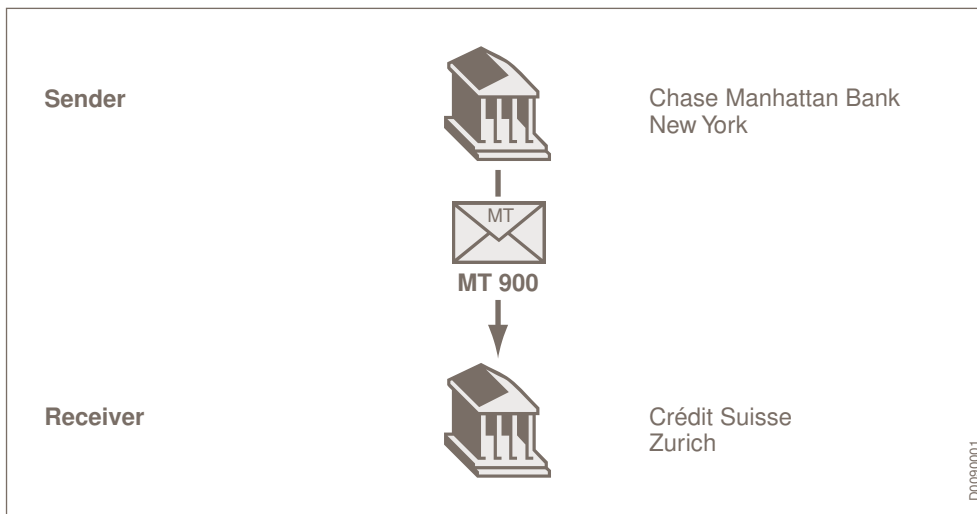 Sender
Chase Manhattan Bank
New York
MT
MT 900
Receiver
Crédit Suisse
Zurich
D0090001